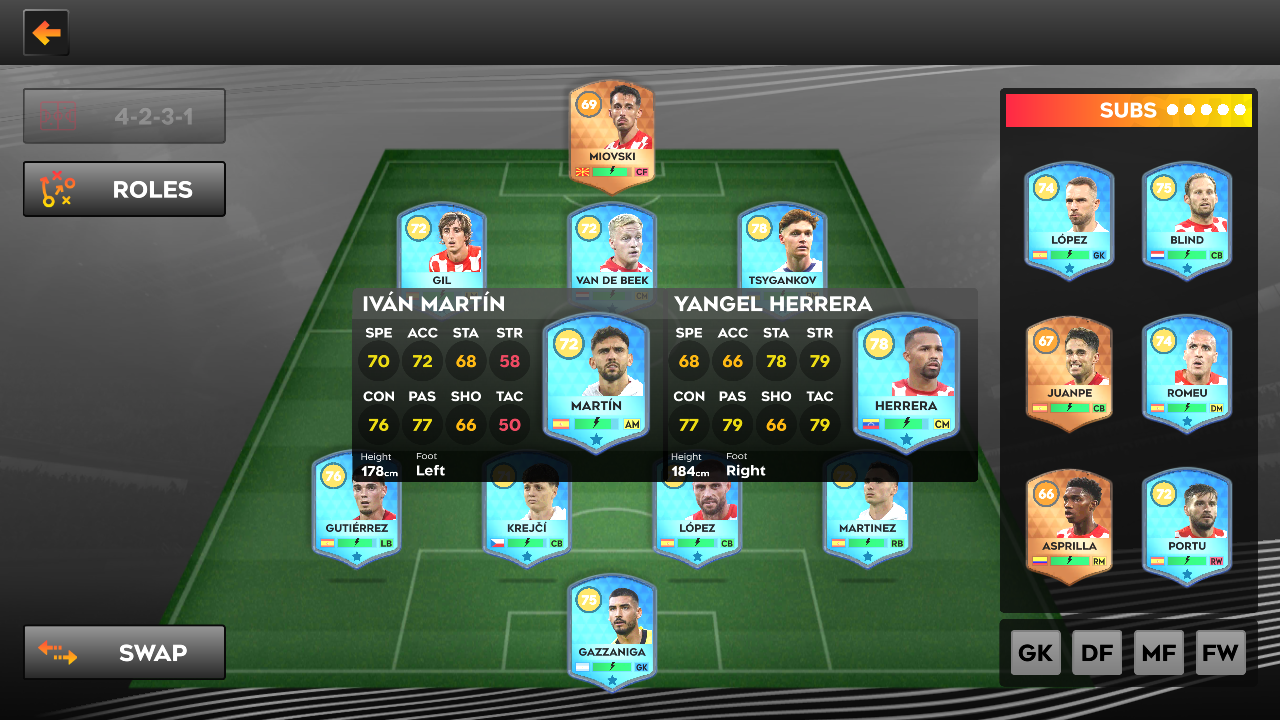 4-2-3-1
ROLES
69
MIOVSKI
CF
72
GIL
72
VAN DE BEEK
CM
78
TSYGANKOV
IVÁN MARTÍN
SPE ACC STA STR
70 72 68 58
CON PAS SHO TAC
76 77 66 50
Height
178cm
Foot
Left
72
MARTÍN
AM
YANGEL HERRERA
SPE ACC STA STR
68 66 78 79
CON PAS SHO TAC
77 79 66 79
Height
184cm
Foot
Right
78
HERRERA
CM
76
GUTIÉRREZ
LB
KREJČÍ
CB
LÓPEZ
CB
MARTINEZ
RB
75
GAZZANIGA
GK
SWAP
SUBS
74
LÓPEZ
GK
75
BLIND
CB
67
JUANPE
CB
74
ROMEU
DM
66
ASPRILLA
RM
72
PORTU
RW
GK DF MF FW